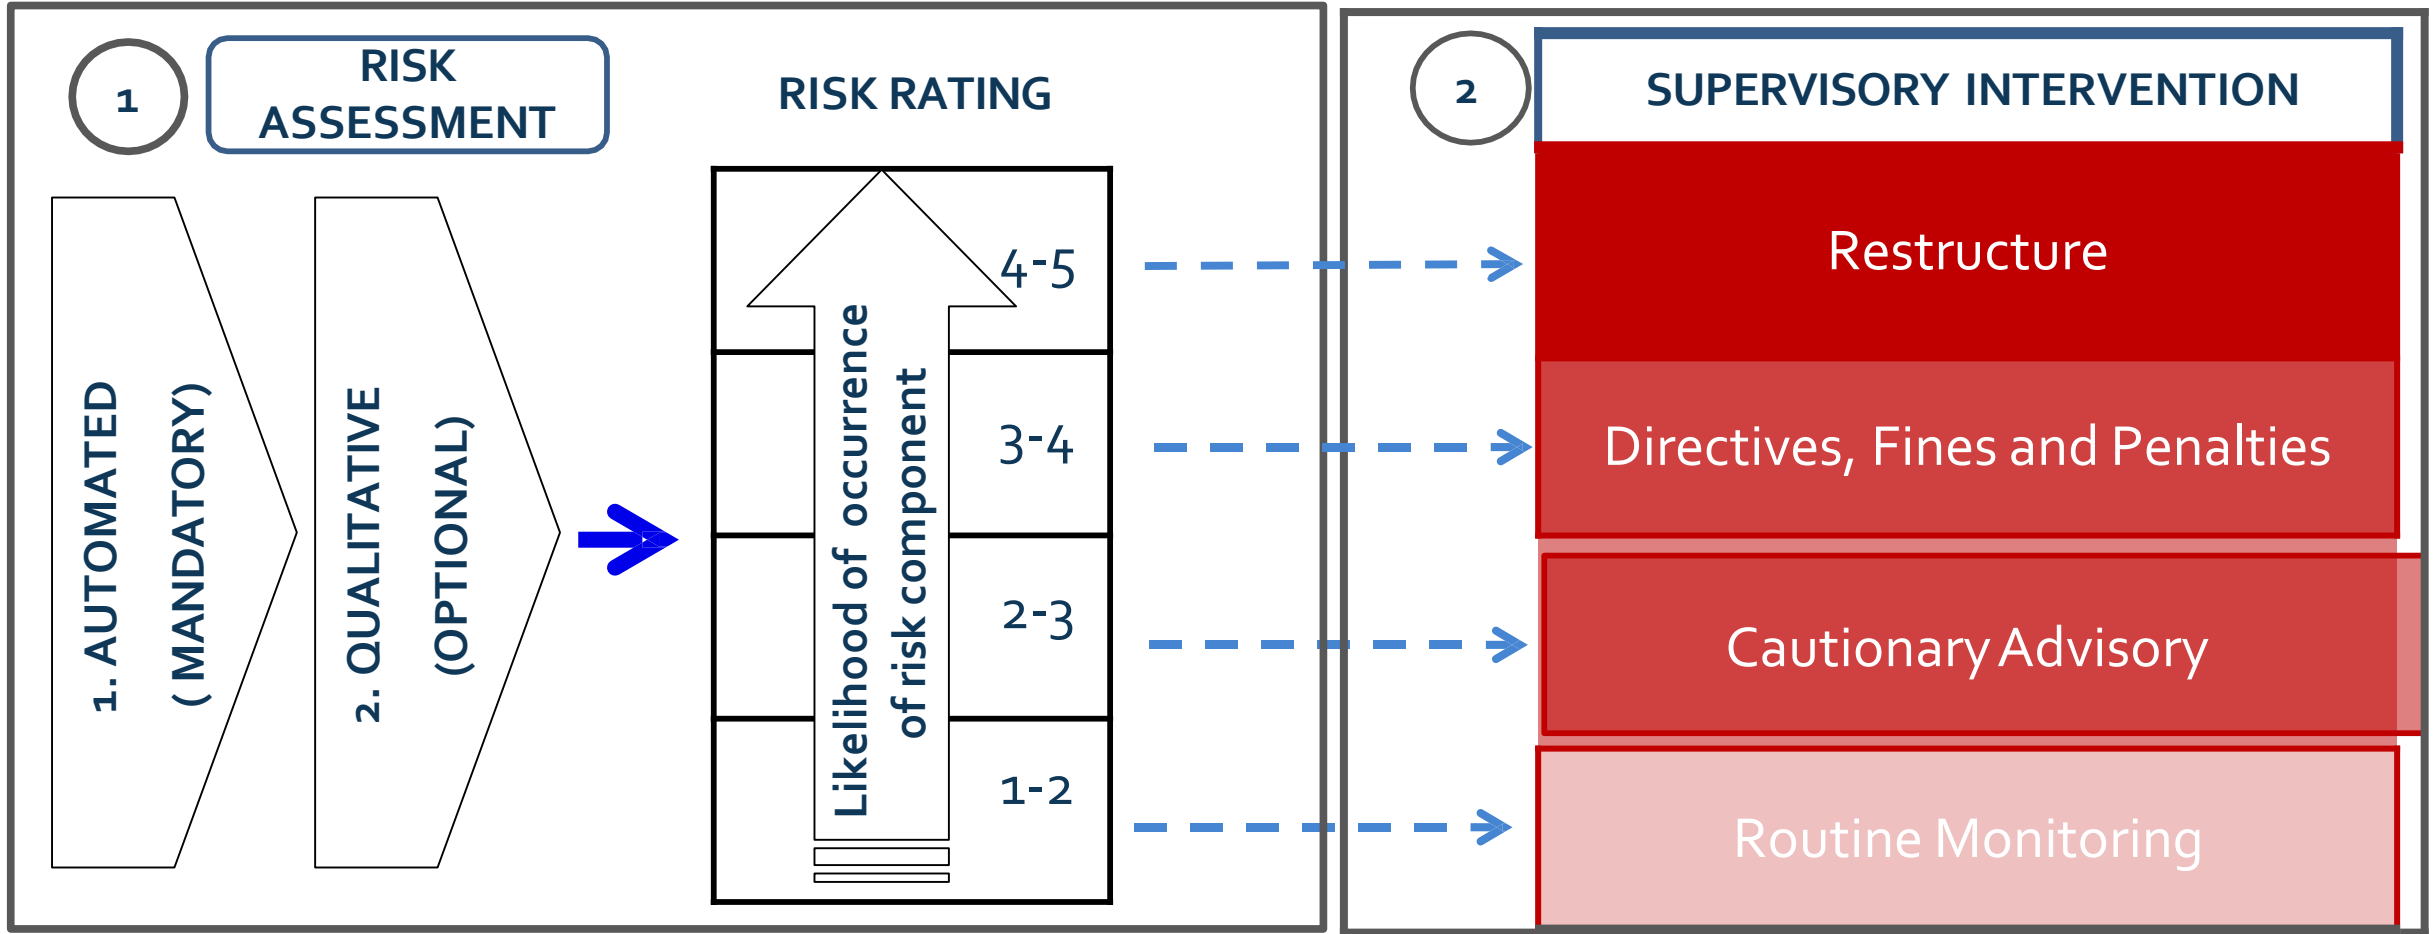 1
RISK
ASSESSMENT
RISK RATING
1. AUTOMATED
( MANDATORY)
2. QUALITATIVE
(OPTIONAL)
Likelihood of occurrence
of risk component
4-5
3-4
2-3
1-2
2
SUPERVISORY INTERVENTION
Restructure
Directives, Fines and Penalties
Cautionary Advisory
Routine Monitoring